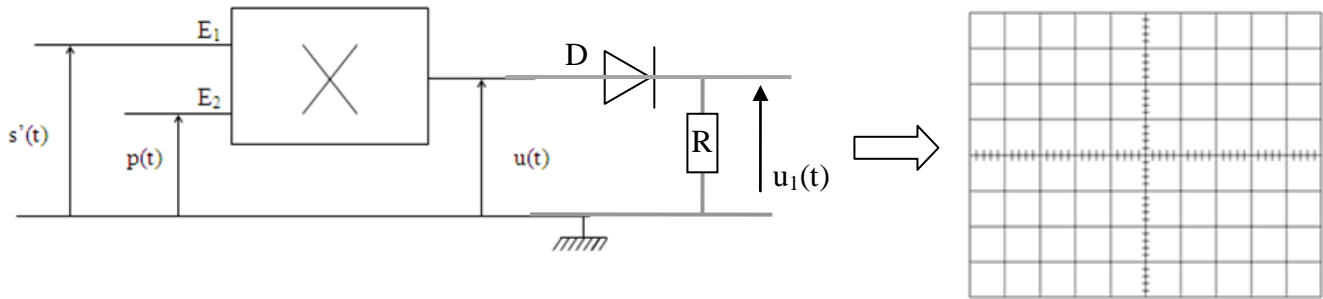 E₁
D
E₂
R
s’(t)
p(t)
u(t)
u₁(t)